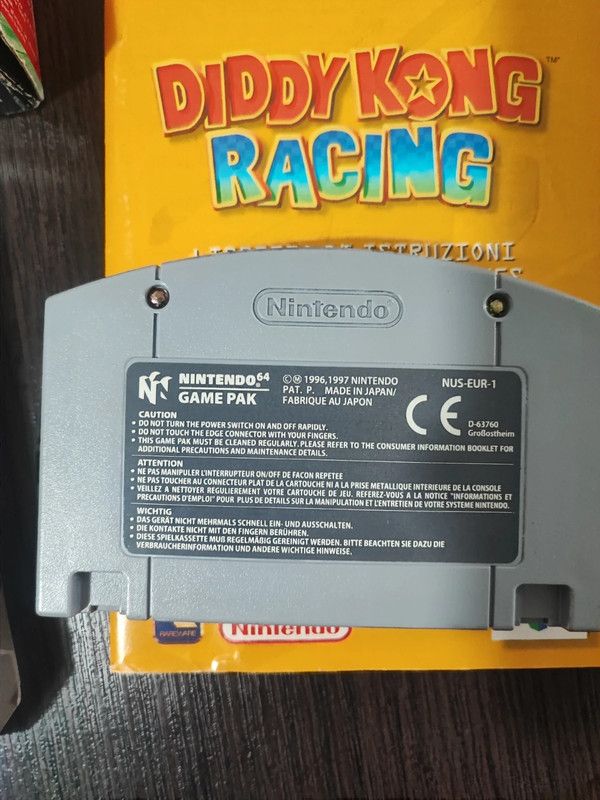 DIDDY KONG™
RACING
LIBRETTO DI ISTRUZIONI
Nintendo®
NINTENDO64
GAME PAK
©Ⓜ 1996,1997 NINTENDO
PAT. P. MADE IN JAPAN/
FABRIQUE AU JAPON
NUS-EUR-1
CE
D-63760
Großostheim
CAUTION
• DO NOT TURN THE POWER SWITCH ON AND OFF RAPIDLY.
• DO NOT TOUCH THE EDGE CONNECTOR WITH YOUR FINGERS.
• THIS GAME PAK MUST BE CLEANED REGULARLY. PLEASE REFER TO THE CONSUMER INFORMATION BOOKLET FOR
ADDITIONAL PRECAUTIONS AND MAINTENANCE DETAILS.
ATTENTION
• NE PAS MANIPULER L'INTERRUPTEUR ON/OFF DE FACON REPETEE
• NE PAS TOUCHER AU CONNECTEUR PLAT DE LA CARTOUCHE NI A LA PRISE METALLIQUE INTERIEURE DE LA CONSOLE
• VEILLEZ A NETTOYER REGULIEREMENT VOTRE CARTOUCHE DE JEU. REFEREZ-VOUS A LA NOTICE "INFORMATIONS ET
PRECAUTIONS D'EMPLOI" POUR PLUS DE DETAILS SUR LA MANIPULATION ET L'ENTRETIEN DE VOTRE SYSTEME NINTENDO.
WICHTIG
• DAS GERÄT NICHT MEHRMALS SCHNELL EIN- UND AUSSCHALTEN.
• DIE KONTAKTE NICHT MIT DEN FINGERN BERÜHREN.
• DIESE SPIELKASSETTE MUß REGELMÄßIG GEREINIGT WERDEN. BITTE BEACHTEN SIE DAZU DIE
VERBRAUCHERINFORMATION UND ANDERE WICHTIGE HINWEISE.
RAREWARE
Nintendo